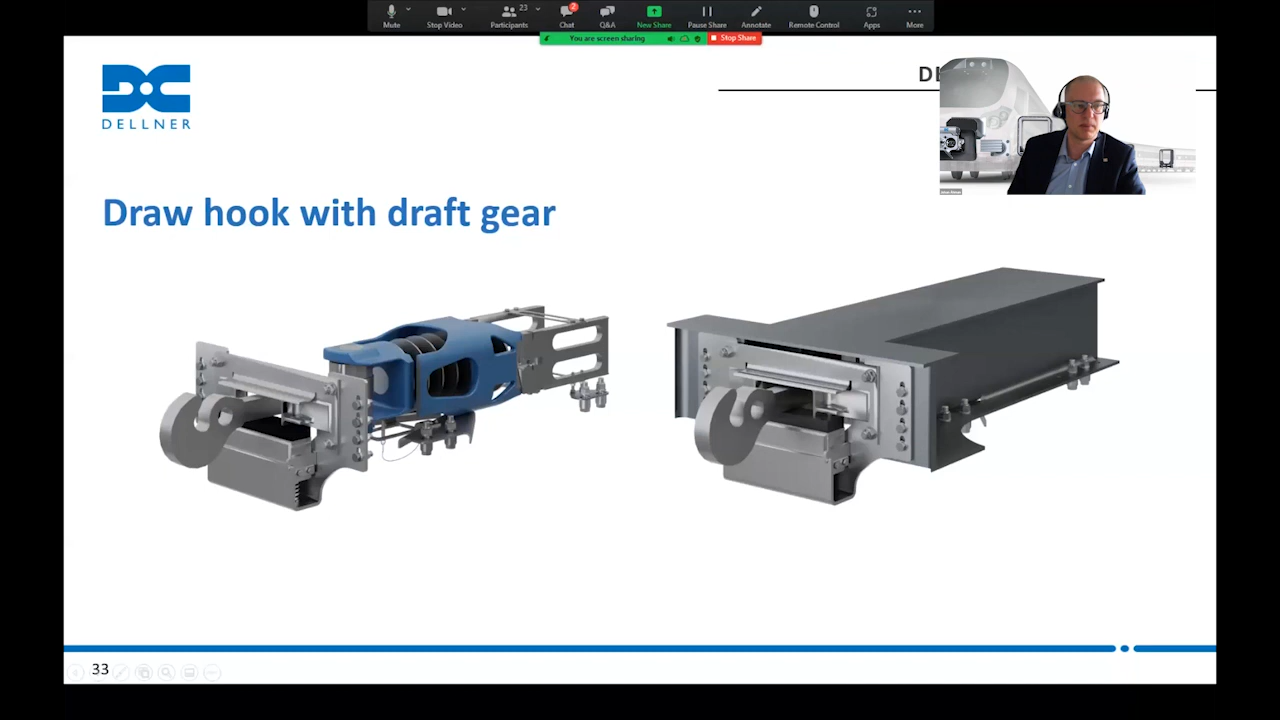 23
2
Mute
Stop Video
Participants
Chat
Q&A
New Share
Pause Share
Annotate
Remote Control
Apps
More
You are screen sharing
Stop Share
DELLNER
Draw hook with draft gear
33